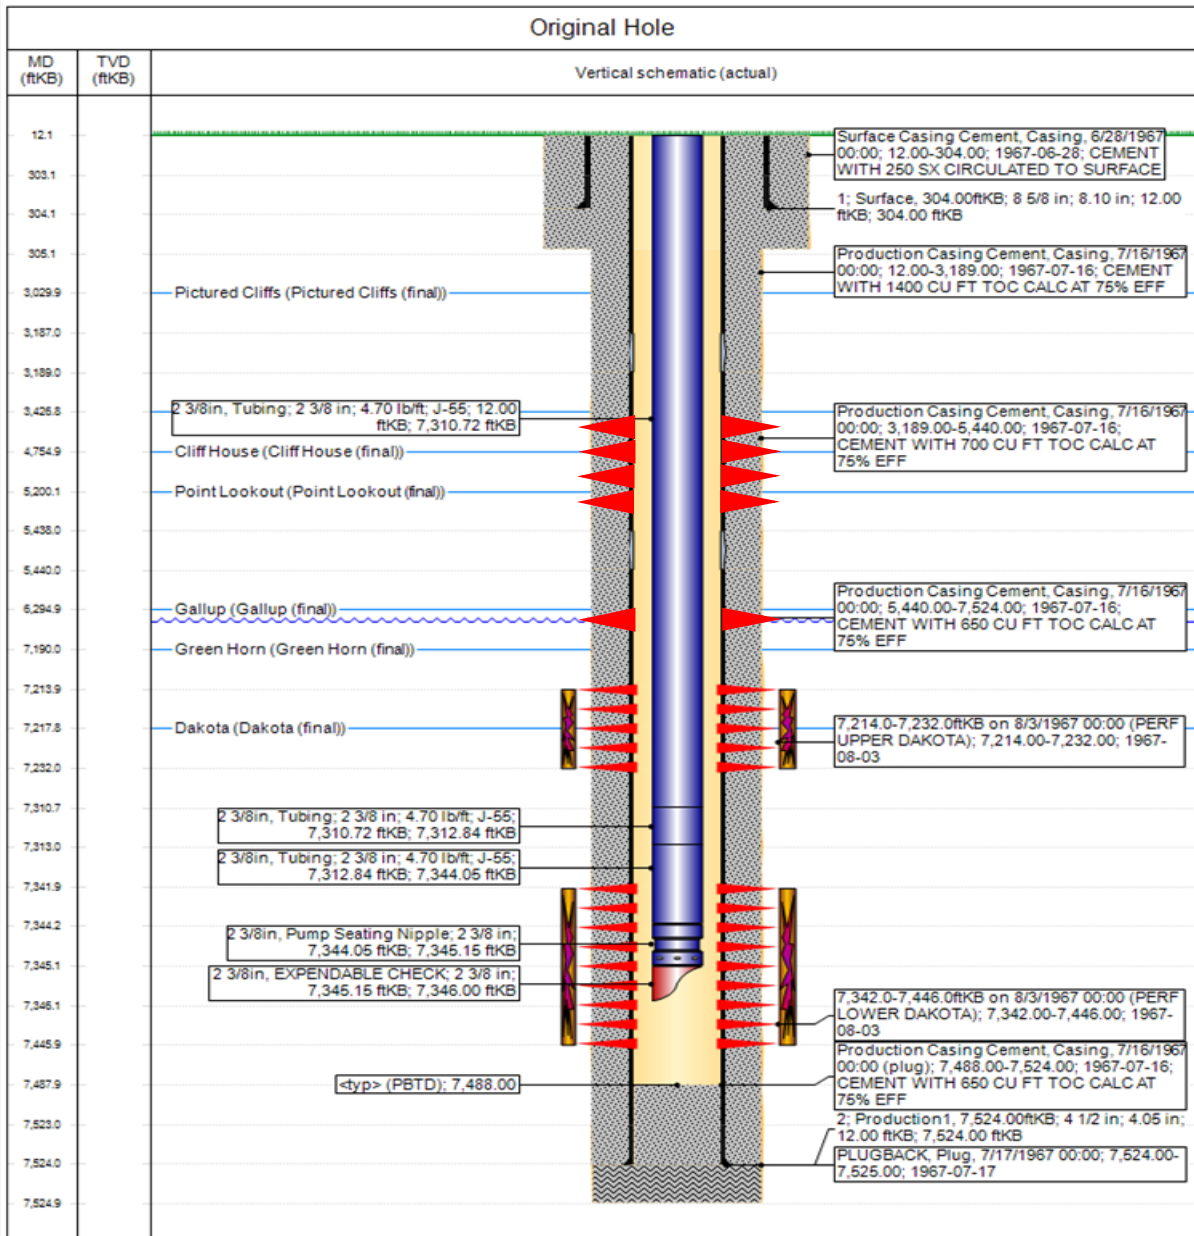 Original Hole
MD
(ftKB)
TVD
(ftKB)
Vertical schematic (actual)
12.1
303.1
304.1
305.1
3,029.9
3,187.0
3,189.0
3,426.8
4,754.9
5,200.1
5,438.0
5,440.0
6,294.9
7,190.0
7,213.9
7,217.8
7,232.0
7,310.7
7,313.0
7,341.9
7,344.2
7,345.1
7,346.1
7,445.9
7,487.9
7,523.0
7,524.0
7,524.9
Pictured Cliffs (Pictured Cliffs (final))
2 3/8in, Tubing; 2 3/8 in; 4.70 lb/ft; J-55; 12.00
ftKB; 7,310.72 ftKB
Cliff House (Cliff House (final))
Point Lookout (Point Lookout (final))
Gallup (Gallup (final))
Green Horn (Green Horn (final))
Dakota (Dakota (final))
2 3/8in, Tubing; 2 3/8 in; 4.70 lb/ft; J-55;
7,310.72 ftKB; 7,312.84 ftKB
2 3/8in, Tubing; 2 3/8 in; 4.70 lb/ft; J-55;
7,312.84 ftKB; 7,344.05 ftKB
2 3/8in, Pump Seating Nipple; 2 3/8 in;
7,344.05 ftKB; 7,345.15 ftKB
2 3/8in, EXPENDABLE CHECK; 2 3/8 in;
7,345.15 ftKB; 7,346.00 ftKB
<typ> (PBTD); 7,488.00
Surface Casing Cement, Casing, 6/28/1967
00:00; 12.00-304.00; 1967-06-28; CEMENT
WITH 250 SX CIRCULATED TO SURFACE
1; Surface, 304.00ftKB; 8 5/8 in; 8.10 in; 12.00
ftKB; 304.00 ftKB
Production Casing Cement, Casing, 7/16/1967
00:00; 12.00-3,189.00; 1967-07-16; CEMENT
WITH 1400 CU FT TOC CALC AT 75% EFF
Production Casing Cement, Casing, 7/16/1967
00:00; 3,189.00-5,440.00; 1967-07-16;
CEMENT WITH 700 CU FT TOC CALC AT
75% EFF
Production Casing Cement, Casing, 7/16/1967
00:00; 5,440.00-7,524.00; 1967-07-16;
CEMENT WITH 650 CU FT TOC CALC AT
75% EFF
7,214.0-7,232.0ftKB on 8/3/1967 00:00 (PERF
UPPER DAKOTA); 7,214.00-7,232.00; 1967-
08-03
7,342.0-7,446.0ftKB on 8/3/1967 00:00 (PERF
LOWER DAKOTA); 7,342.00-7,446.00; 1967-
08-03
Production Casing Cement, Casing, 7/16/1967
00:00 (plug); 7,488.00-7,524.00; 1967-07-16;
CEMENT WITH 650 CU FT TOC CALC AT
75% EFF
2; Production1, 7,524.00ftKB; 4 1/2 in; 4.05 in;
12.00 ftKB; 7,524.00 ftKB
PLUGBACK, Plug, 7/17/1967 00:00; 7,524.00-
7,525.00; 1967-07-17